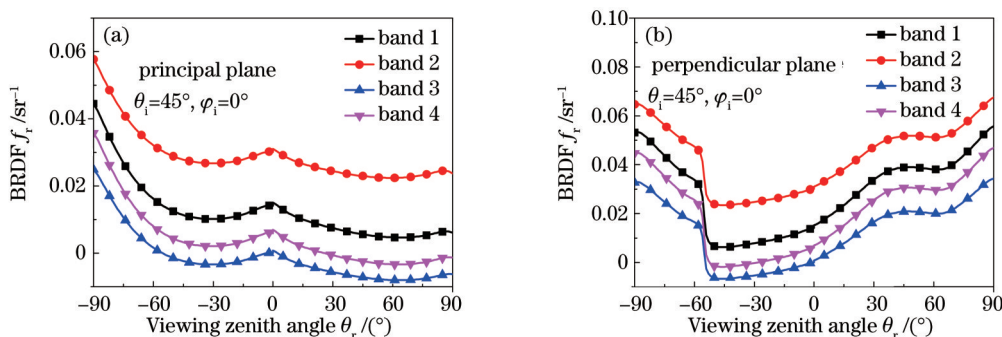 (a)
band 1
band 2
band 3
band 4
principal plane
θi=45°, φi=0°
0.06
0.04
0.02
0
BRDF fr /sr⁻¹
−90 −60 −30 0 30 60 90
Viewing zenith angle θr /(°)
(b)
band 1
band 2
band 3
band 4
perpendicular plane
θi=45°, φi=0°
0.10
0.08
0.06
0.04
0.02
0
BRDF fr /sr⁻¹
−90 −60 −30 0 30 60 90
Viewing zenith angle θr /(°)